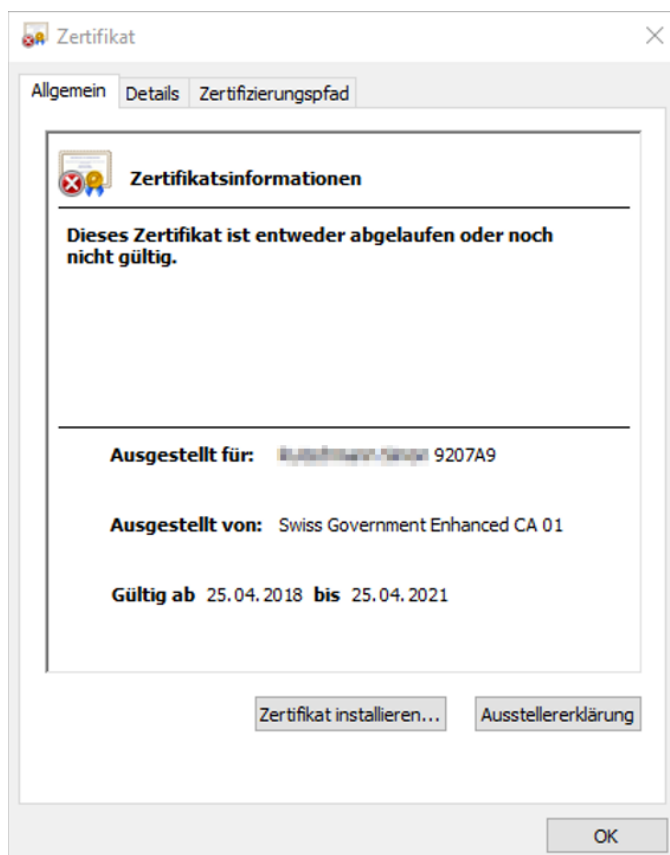 Zertifikat
Allgemein Details Zertifizierungspfad
Zertifikatsinformationen
Dieses Zertifikat ist entweder abgelaufen oder noch
nicht gültig.
Ausgestellt für: 9207A9
Ausgestellt von: Swiss Government Enhanced CA 01
Gültig ab 25.04.2018 bis 25.04.2021
Zertifikat installieren... Ausstellererklärung
OK